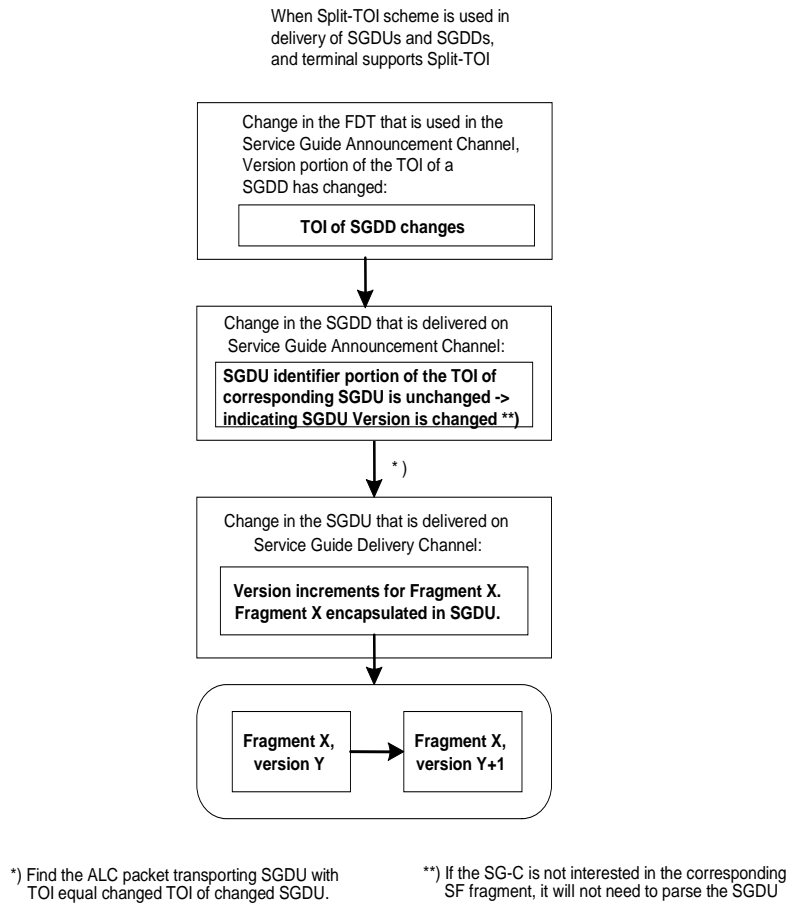 When Split-TOI scheme is used in
delivery of SGDUs and SGDDs,
and terminal supports Split-TOI
Change in the FDT that is used in the
Service Guide Announcement Channel,
Version portion of the TOI of a
SGDD has changed:
TOI of SGDD changes
Change in the SGDD that is delivered on
Service Guide Announcement Channel:
SGDU identifier portion of the TOI of
corresponding SGDU is unchanged ->
indicating SGDU Version is changed **)
* )
Change in the SGDU that is delivered on
Service Guide Delivery Channel:
Version increments for Fragment X.
Fragment X encapsulated in SGDU.
Fragment X,
version Y
Fragment X,
version Y+1
*) Find the ALC packet transporting SGDU with
TOI equal changed TOI of changed SGDU.
**) If the SG-C is not interested in the corresponding
SF fragment, it will not need to parse the SGDU